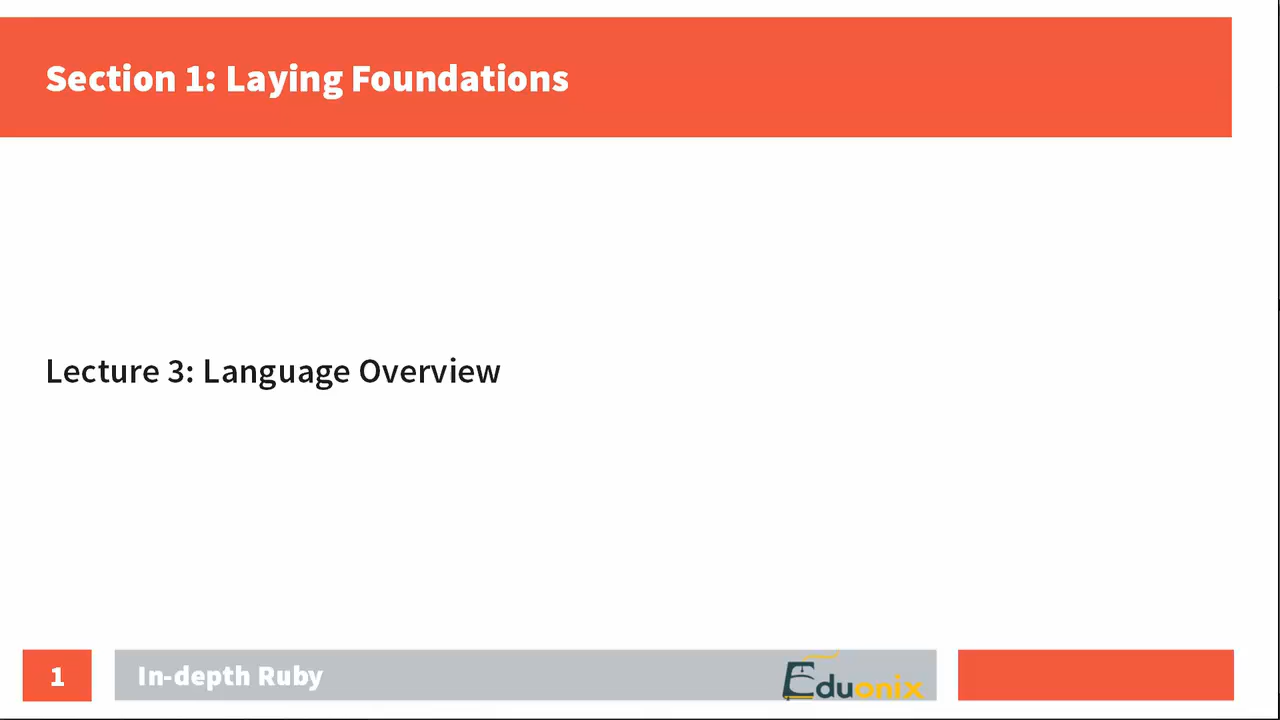 Section 1: Laying Foundations
Lecture 3: Language Overview
1
In-depth Ruby
Eduonix